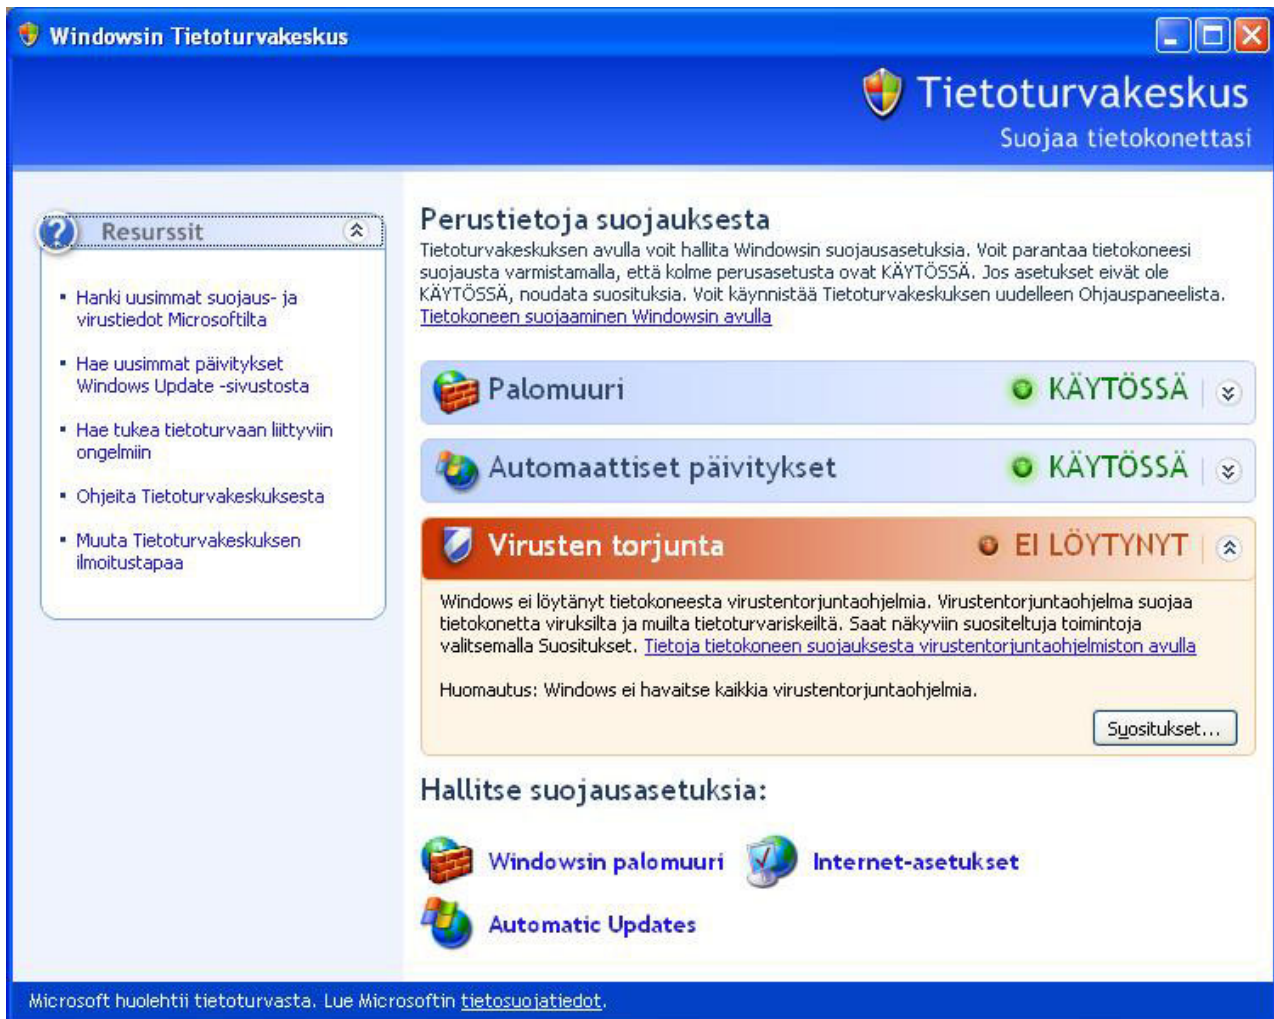 Windowsin Tietoturvakeskus
Tietoturvakeskus
Suojaa tietokonettasi
Resurssit
Hanki uusimmat suojaus- ja
virustiedot Microsoftilta
Hae uusimmat päivitykset
Windows Update -sivustosta
Hae tukea tietoturvaan liittyviin
ongelmiin
Ohjeita Tietoturvakeskuksesta
Muuta Tietoturvakeskuksen
ilmoitustapaa
Perustietoja suojauksesta
Tietoturvakeskuksen avulla voit hallita Windowsin suojausasetuksia. Voit parantaa tietokoneesi
suojausta varmistamalla, että kolme perusasetusta ovat KÄYTÖSSÄ. Jos asetukset eivät ole
KÄYTÖSSÄ, noudata suosituksia. Voit käynnistää Tietoturvakeskuksen uudelleen Ohjauspaneelista.
Tietokoneen suojaaminen Windowsin avulla
Palomuuri KÄYTÖSSÄ
Automaattiset päivitykset KÄYTÖSSÄ
Virusten torjunta EI LÖYTYNYT
Windows ei löytänyt tietokoneesta virustentorjuntaohjelmia. Virustentorjuntaohjelma suojaa
tietokonetta viruksilta ja muilta tietoturvariskeiltä. Saat näkyviin suositeltuja toimintoja
valitsemalla Suositukset. Tietoja tietokoneen suojauksesta virustentorjuntaohjelmiston avulla
Huomautus: Windows ei havaitse kaikkia virustentorjuntaohjelmia.
Suositukset...
Hallitse suojausasetuksia:
Windowsin palomuuri
Internet-asetukset
Automatic Updates
Microsoft huolehtii tietoturvasta. Lue Microsoftin tietosuojatiedot.